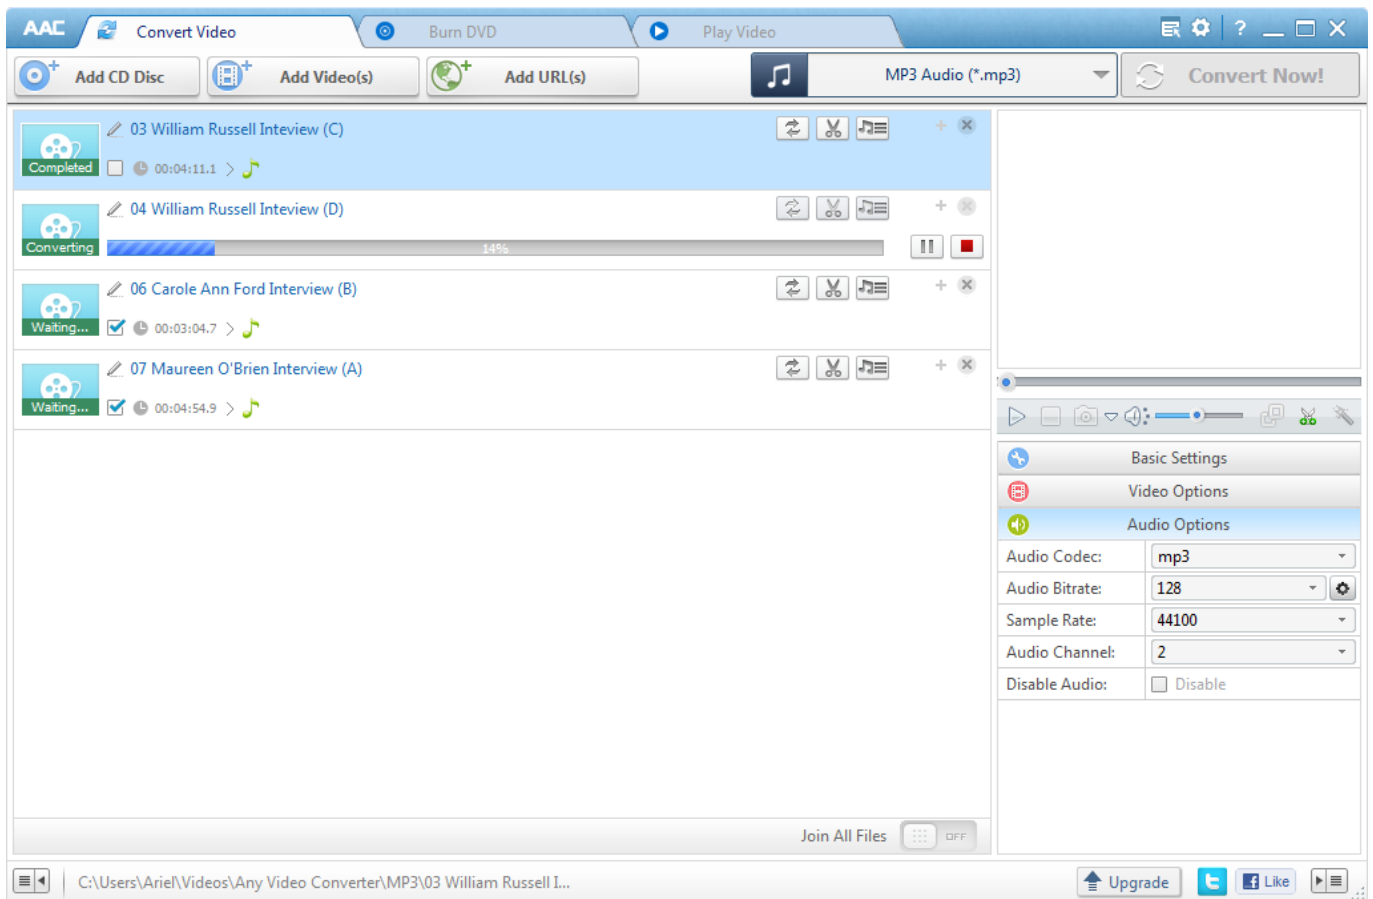 AAC
Convert Video
Burn DVD
Play Video
?
Add CD Disc
Add Video(s)
Add URL(s)
MP3 Audio (*.mp3)
Convert Now!
03 William Russell Inteview (C)
Completed
00:04:11.1
04 William Russell Inteview (D)
Converting
14%
06 Carole Ann Ford Interview (B)
Waiting...
00:03:04.7
07 Maureen O'Brien Interview (A)
Waiting...
00:04:54.9
Basic Settings
Video Options
Audio Options
Audio Codec: mp3
Audio Bitrate: 128
Sample Rate: 44100
Audio Channel: 2
Disable Audio: Disable
Join All Files OFF
C:\Users\Ariel\Videos\Any Video Converter\MP3\03 William Russell I...
Upgrade
Like